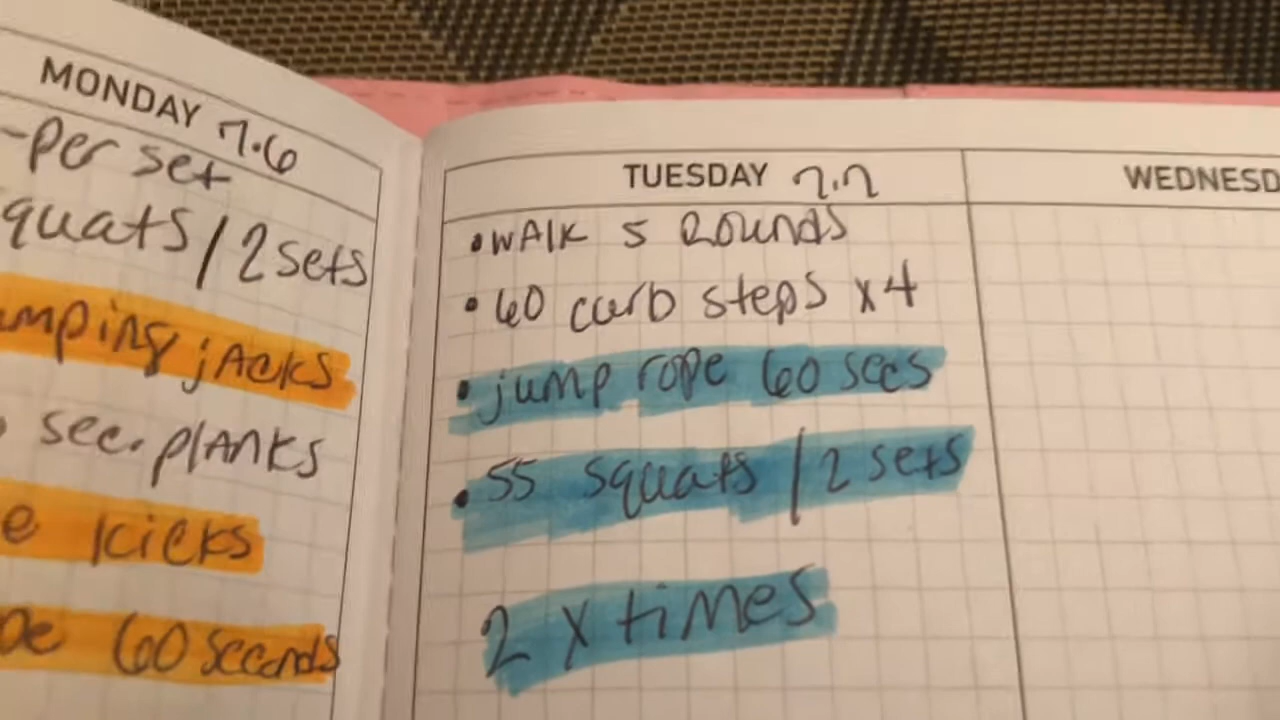 MONDAY 7.6
-per set
quats / 2 sets
mping jacks
sec. planks
e kicks
pe 60 seconds
TUESDAY 7.7
• WALK 5 ROUNDS
• 60 curb steps x4
• jump rope 60 secs
• 55 squats / 2 sets
2 x times
WEDNESD